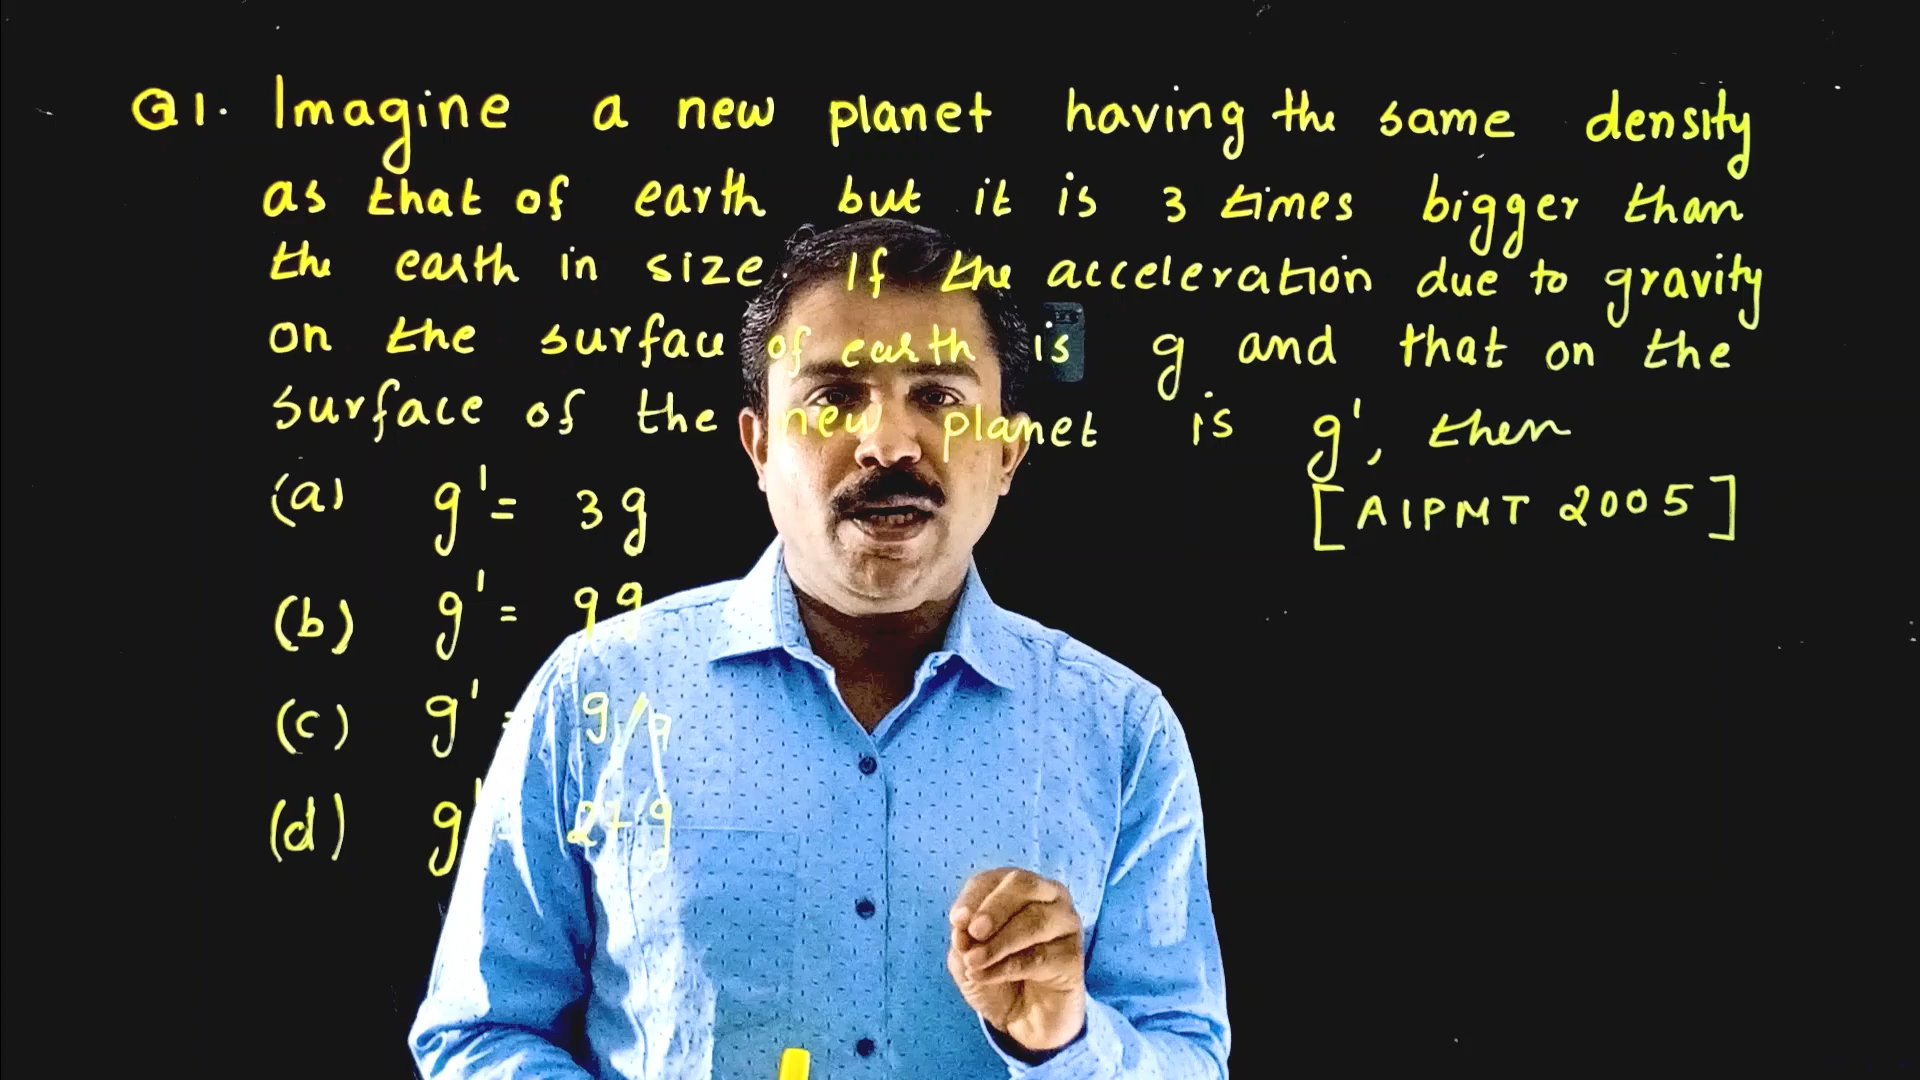 Q1. Imagine a new planet having the same density
as that of earth but it is 3 times bigger than
the earth in size. If the acceleration due to gravity
on the surface of earth is g and that on the
surface of the new planet is g', then
(a) g' = 3g
[AIPMT 2005]
(b) g' = 9g
(c) g' = g/9
(d) g' = 27g